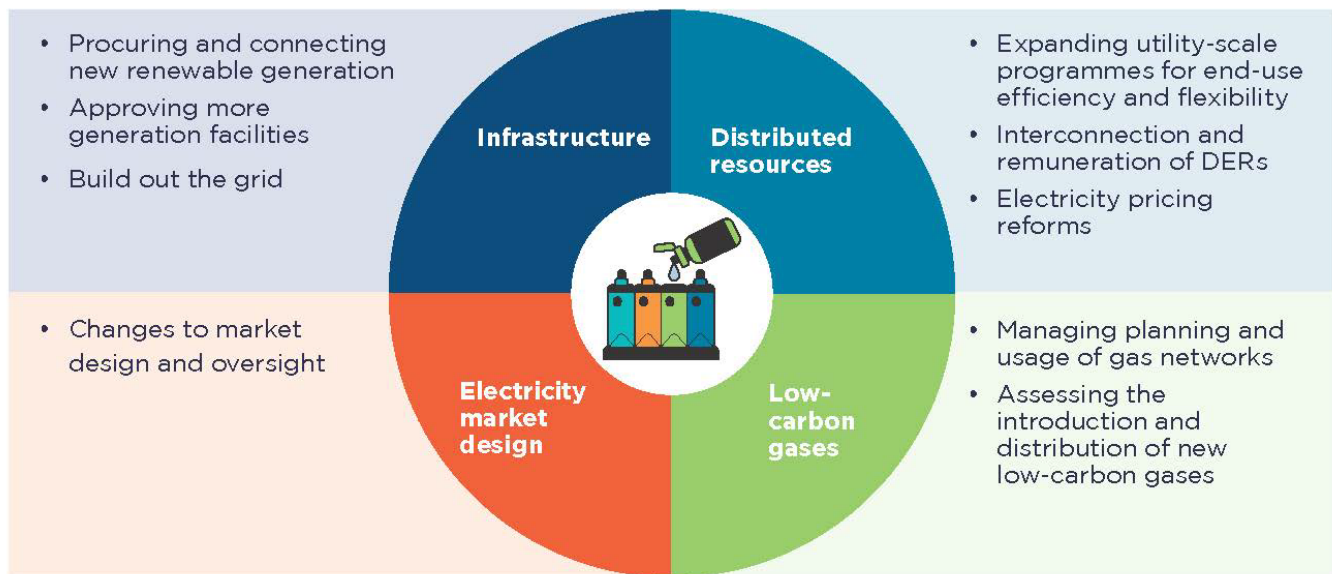 • Procuring and connecting
new renewable generation
• Approving more
generation facilities
• Build out the grid
Infrastructure
Distributed
resources
• Expanding utility-scale
programmes for end-use
efficiency and flexibility
• Interconnection and
remuneration of DERs
• Electricity pricing
reforms
• Changes to market
design and oversight
Electricity
market
design
Low-
carbon
gases
• Managing planning and
usage of gas networks
• Assessing the
introduction and
distribution of new
low-carbon gases